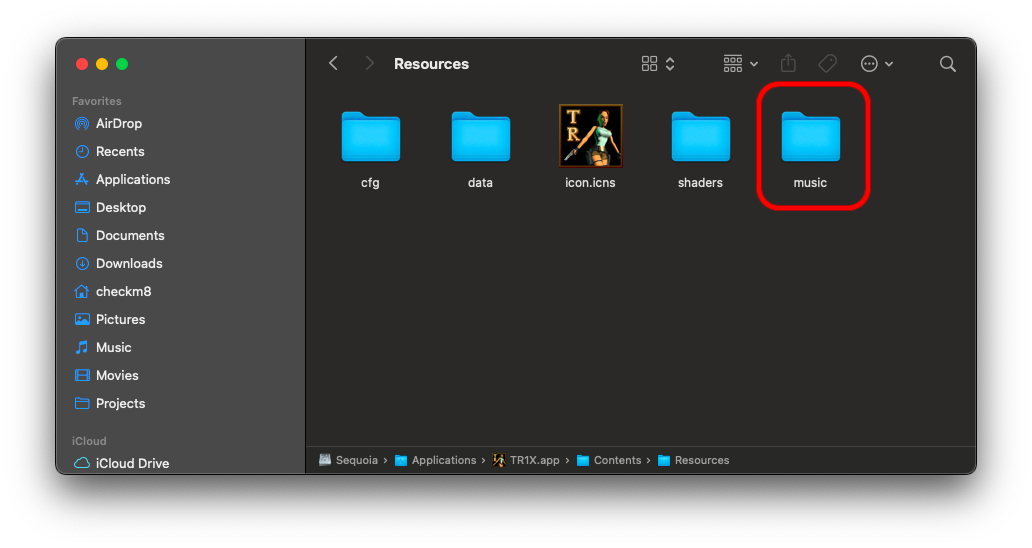 Resources
Favorites
AirDrop
Recents
Applications
Desktop
Documents
Downloads
checkm8
Pictures
Music
Movies
Projects
iCloud
iCloud Drive
TR
cfg
data
icon.icns
shaders
music
Sequoia › Applications › TR1X.app › Contents › Resources